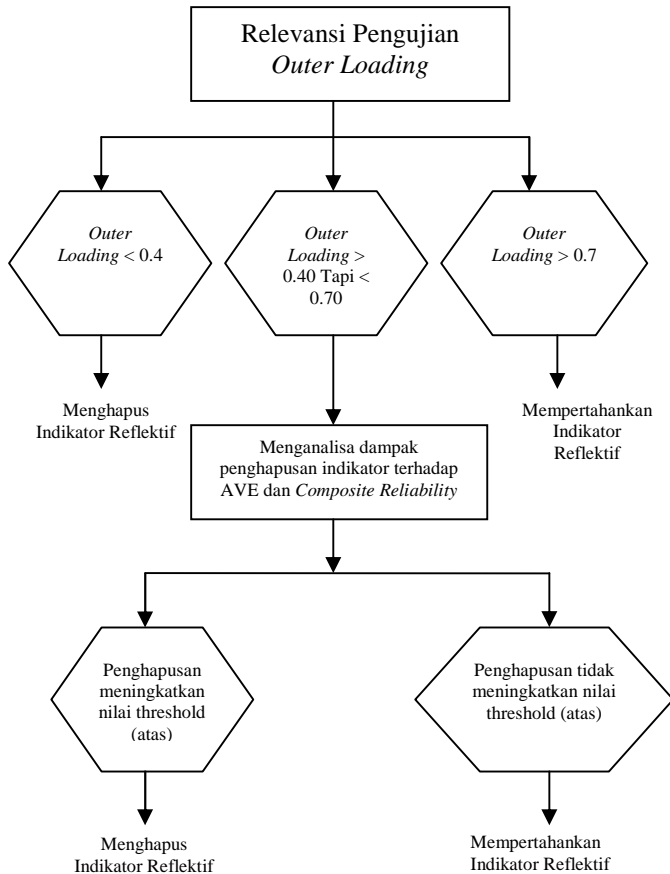 Relevansi Pengujian
Outer Loading
Outer
Loading < 0.4
Outer
Loading >
0.40 Tapi <
0.70
Outer
Loading > 0.7
Menghapus
Indikator Reflektif
Mempertahankan
Indikator
Reflektif
Menganalisa dampak
penghapusan indikator terhadap
AVE dan Composite Reliability
Penghapusan
meningkatkan
nilai threshold
(atas)
Penghapusan tidak
meningkatkan nilai
threshold (atas)
Menghapus
Indikator Reflektif
Mempertahankan
Indikator Reflektif